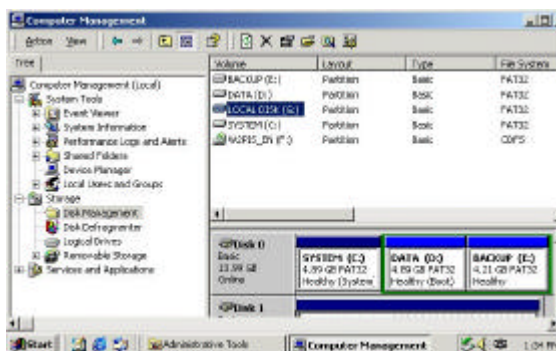 Computer Management
Action View
Tree
Computer Management (Local)
System Tools
Event Viewer
System Information
Performance Logs and Alerts
Shared Folders
Device Manager
Local Users and Groups
Storage
Disk Management
Disk Defragmenter
Logical Drives
Removable Storage
Services and Applications
Volume Layout Type File System
BACKUP (E:) Partition Basic FAT32
DATA (D:) Partition Basic FAT32
LOCAL DISK (G:) Partition Basic FAT32
SYSTEM (C:) Partition Basic FAT32
W2PIS_EN (F:) Partition Basic CDFS
Disk 0
Basic
13.99 GB
Online
SYSTEM (C:)
4.89 GB FAT32
Healthy (System)
DATA (D:)
4.89 GB FAT32
Healthy (Boot)
BACKUP (E:)
4.21 GB FAT32
Healthy
Disk 1
Start
Administrative Tools
Computer Management